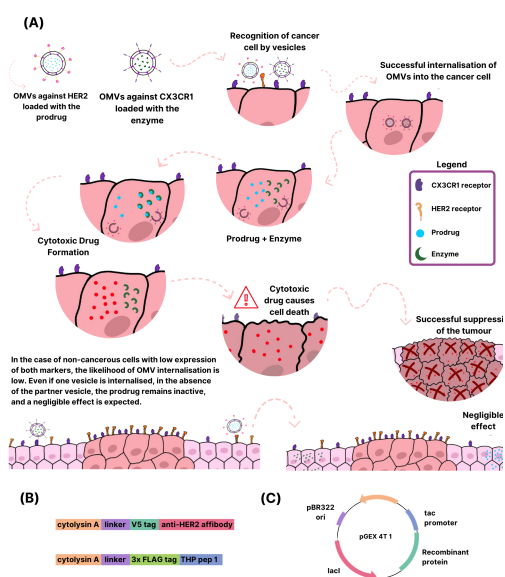 (A)
Recognition of cancer
cell by vesicles
Successful internalisation of
OMVs into the cancer cell
OMVs against HER2
loaded with the
prodrug
OMVs against CX3CR1
loaded with the
enzyme
Legend
CX3CR1 receptor
HER2 receptor
Prodrug
Enzyme
Prodrug + Enzyme
Cytotoxic Drug
Formation
Cytotoxic
drug causes
cell death
Successful suppress
of the tumour
In the case of non-cancerous cells with low expression
of both markers, the likelihood of OMV internalisation is
low. Even if one vesicle is internalised, in the absence
of the partner vesicle, the prodrug remains inactive,
and a negligible effect is expected.
Negligible
effect
(B)
cytolysin A linker V5 tag anti-HER2 affibody
cytolysin A linker 3x FLAG tag THP pep 1
(C)
pBR322
ori
pGEX 4T 1
tac
promoter
Recombinant
protein
lacI